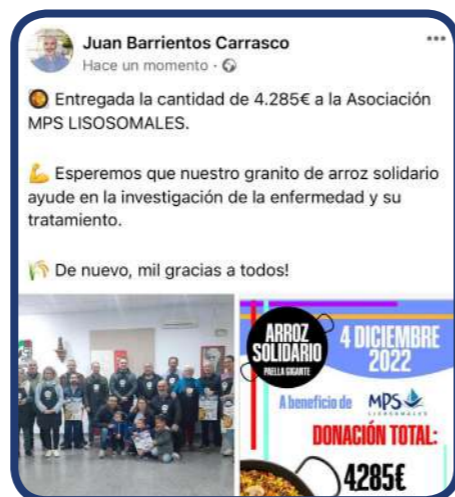 Juan Barrientos Carrasco
Hace un momento ·
Entregada la cantidad de 4.285€ a la Asociación
MPS LISOSOMALES.
Esperemos que nuestro granito de arroz solidario
ayude en la investigación de la enfermedad y su
tratamiento.
De nuevo, mil gracias a todos!
ARROZ
SOLIDARIO
PAELLA GIGANTE
4 DICIEMBRE
2022
A beneficio de
MPS
LISOSOMALES
DONACIÓN TOTAL:
4285€